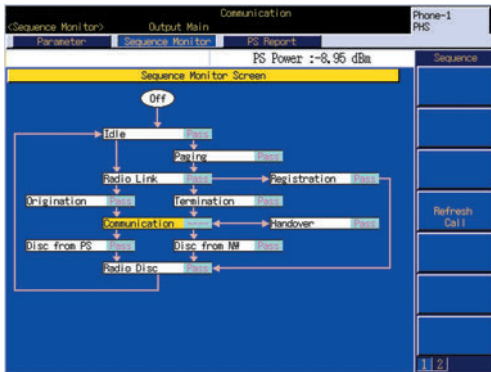 Communication
Phone-1
<Sequence Monitor>
Output Main
PHS
Parameter
Sequence Monitor
PS Report
Sequence
PS Power :-8.95 dBm
Sequence Monitor Screen
Off
Idle Pass
Paging Pass
Radio Link Pass
Registration Pass
Origination Pass
Termination Pass
Communication ----
Handover Pass
Disc from PS Pass
Disc from NW Pass
Radio Disc Pass
Refresh
Call
1 2